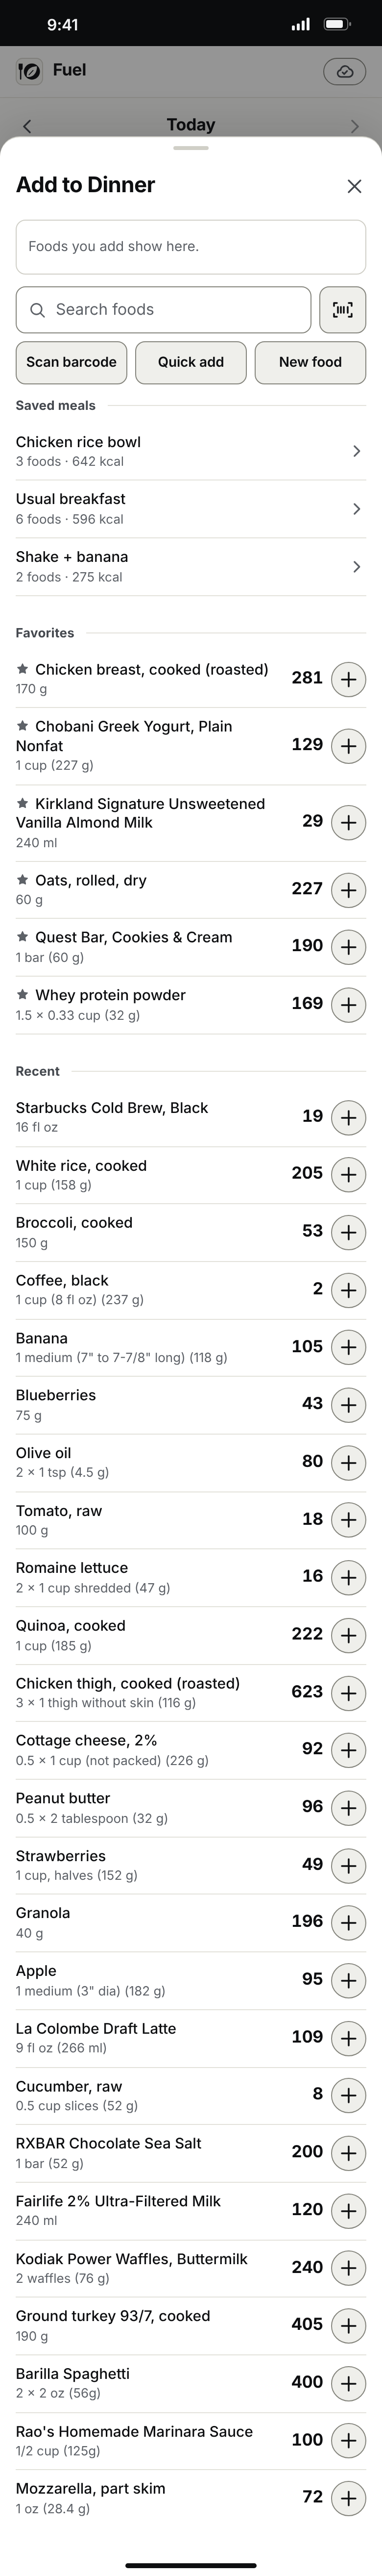 9:41
Fuel
Today
Add to Dinner
Foods you add show here.
Search foods
Scan barcode
Quick add
New food
Saved meals
Chicken rice bowl
3 foods · 642 kcal
Usual breakfast
6 foods · 596 kcal
Shake + banana
2 foods · 275 kcal
Favorites
Chicken breast, cooked (roasted)
170 g
281
Chobani Greek Yogurt, Plain
Nonfat
1 cup (227 g)
129
Kirkland Signature Unsweetened
Vanilla Almond Milk
240 ml
29
Oats, rolled, dry
60 g
227
Quest Bar, Cookies & Cream
1 bar (60 g)
190
Whey protein powder
1.5 × 0.33 cup (32 g)
169
Recent
Starbucks Cold Brew, Black
16 fl oz
19
White rice, cooked
1 cup (158 g)
205
Broccoli, cooked
150 g
53
Coffee, black
1 cup (8 fl oz) (237 g)
2
Banana
1 medium (7" to 7-7/8" long) (118 g)
105
Blueberries
75 g
43
Olive oil
2 × 1 tsp (4.5 g)
80
Tomato, raw
100 g
18
Romaine lettuce
2 × 1 cup shredded (47 g)
16
Quinoa, cooked
1 cup (185 g)
222
Chicken thigh, cooked (roasted)
3 × 1 thigh without skin (116 g)
623
Cottage cheese, 2%
0.5 × 1 cup (not packed) (226 g)
92
Peanut butter
0.5 × 2 tablespoon (32 g)
96
Strawberries
1 cup, halves (152 g)
49
Granola
40 g
196
Apple
1 medium (3" dia) (182 g)
95
La Colombe Draft Latte
9 fl oz (266 ml)
109
Cucumber, raw
0.5 cup slices (52 g)
8
RXBAR Chocolate Sea Salt
1 bar (52 g)
200
Fairlife 2% Ultra-Filtered Milk
240 ml
120
Kodiak Power Waffles, Buttermilk
2 waffles (76 g)
240
Ground turkey 93/7, cooked
190 g
405
Barilla Spaghetti
2 × 2 oz (56g)
400
Rao's Homemade Marinara Sauce
1/2 cup (125g)
100
Mozzarella, part skim
1 oz (28.4 g)
72